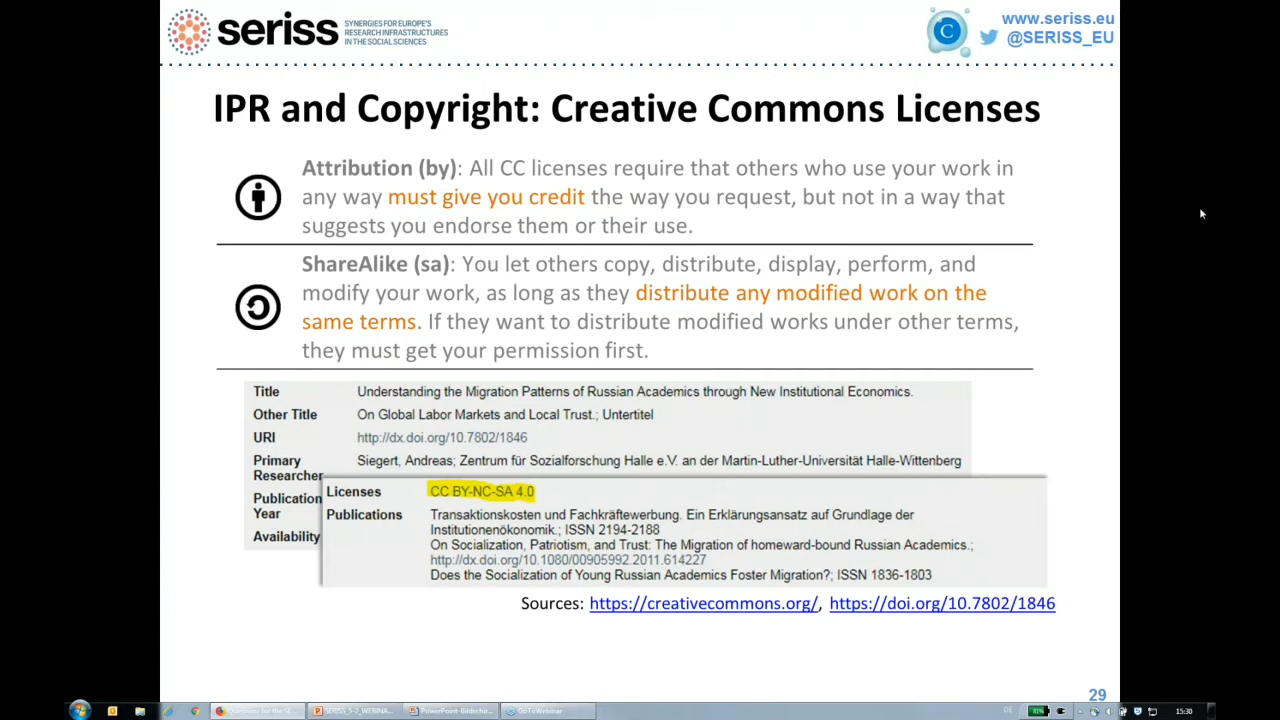 seriss
SYNERGIES FOR EUROPE'S
RESEARCH INFRASTRUCTURES
IN THE SOCIAL SCIENCES
C
www.seriss.eu
@SERISS_EU
IPR and Copyright: Creative Commons Licenses
Attribution (by): All CC licenses require that others who use your work in
any way must give you credit the way you request, but not in a way that
suggests you endorse them or their use.
ShareAlike (sa): You let others copy, distribute, display, perform, and
modify your work, as long as they distribute any modified work on the
same terms. If they want to distribute modified works under other terms,
they must get your permission first.
Title Understanding the Migration Patterns of Russian Academics through New Institutional Economics.
Other Title On Global Labor Markets and Local Trust.; Untertitel
URI http://dx.doi.org/10.7802/1846
Primary Siegert, Andreas; Zentrum für Sozialforschung Halle e.V. an der Martin-Luther-Universität Halle-Wittenberg
Researcher
Publication
Year
Availability
Licenses CC BY-NC-SA 4.0
Publications Transaktionskosten und Fachkräftewerbung. Ein Erklärungsansatz auf Grundlage der
Institutionenökonomik.; ISSN 2194-2188
On Socialization, Patriotism, and Trust: The Migration of homeward-bound Russian Academics.;
http://dx.doi.org/10.1080/00905992.2011.614227
Does the Socialization of Young Russian Academics Foster Migration?; ISSN 1836-1803
Sources: https://creativecommons.org/, https://doi.org/10.7802/1846
29
PowerPoint-Bildschir... GoToWebinar DE 81% 15:30